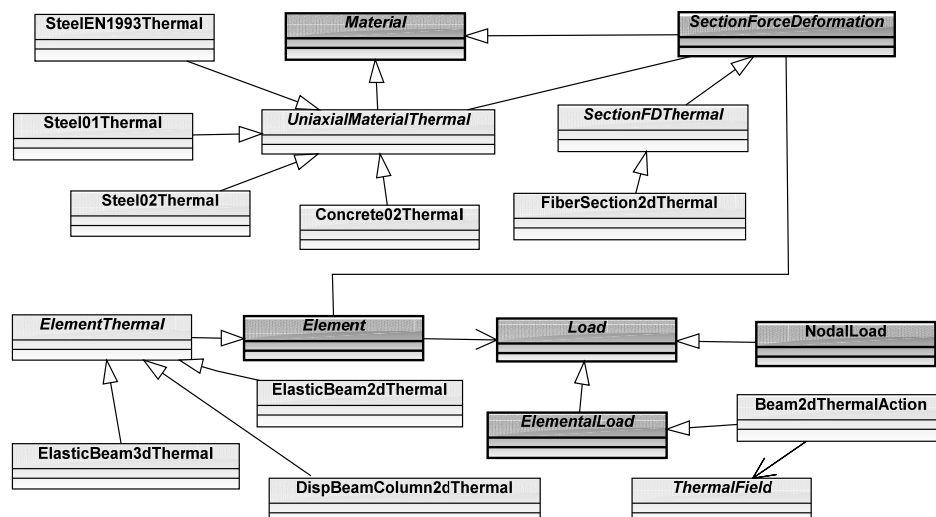 SteelEN1993Thermal
Material
SectionForceDeformation
Steel01Thermal
UniaxialMaterialThermal
SectionFDThermal
Steel02Thermal
Concrete02Thermal
FiberSection2dThermal
ElementThermal
Element
Load
NodalLoad
ElasticBeam2dThermal
Beam2dThermalAction
ElementalLoad
ElasticBeam3dThermal
DispBeamColumn2dThermal
ThermalField